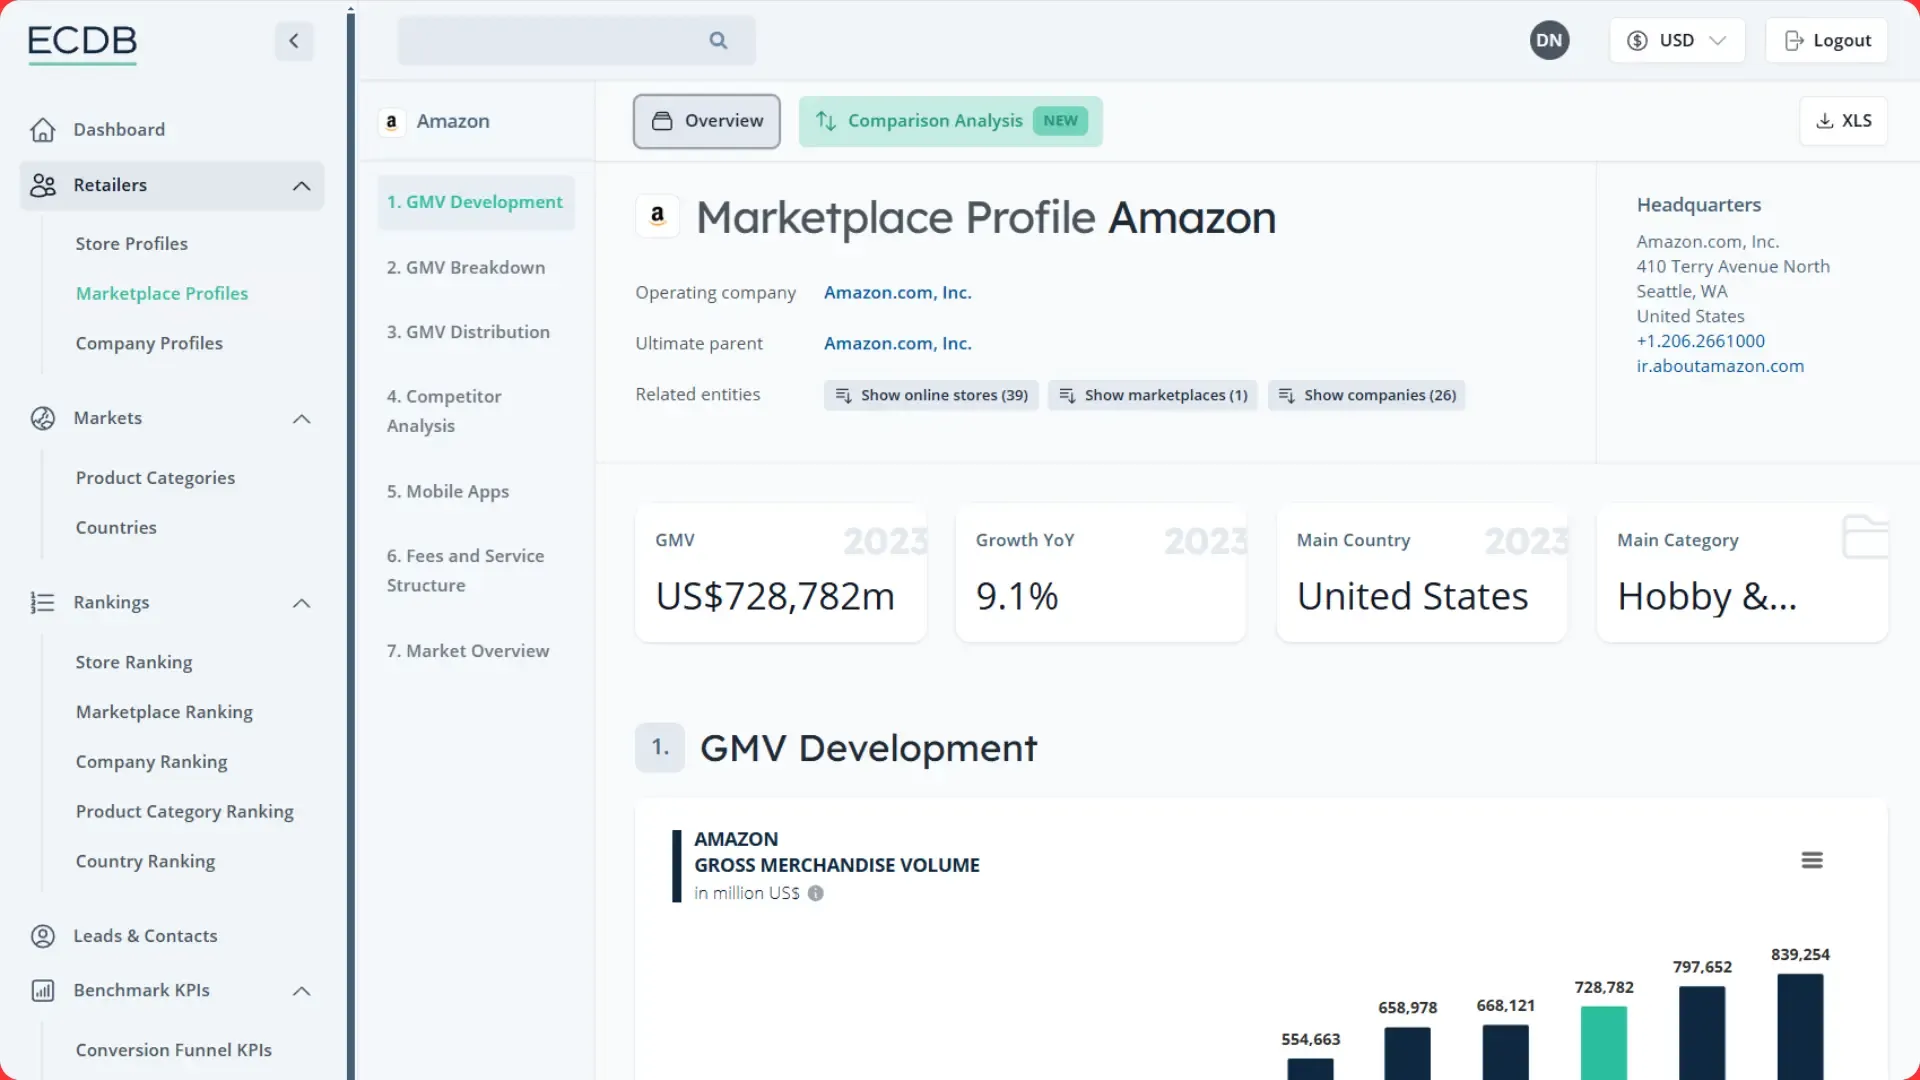 ECDB
Dashboard
Retailers
Store Profiles
Marketplace Profiles
Company Profiles
Markets
Product Categories
Countries
Rankings
Store Ranking
Marketplace Ranking
Company Ranking
Product Category Ranking
Country Ranking
Leads & Contacts
Benchmark KPIs
Conversion Funnel KPIs
DN
USD
Logout
a Amazon
1. GMV Development
2. GMV Breakdown
3. GMV Distribution
4. Competitor
Analysis
5. Mobile Apps
6. Fees and Service
Structure
7. Market Overview
Overview
Comparison Analysis NEW
XLS
a Marketplace Profile Amazon
Operating company Amazon.com, Inc.
Ultimate parent Amazon.com, Inc.
Related entities Show online stores (39) Show marketplaces (1) Show companies (26)
Headquarters
Amazon.com, Inc.
410 Terry Avenue North
Seattle, WA
United States
+1.206.2661000
ir.aboutamazon.com
GMV 2023
US$728,782m
Growth YoY 2023
9.1%
Main Country 2023
United States
Main Category
Hobby &...
1. GMV Development
AMAZON
GROSS MERCHANDISE VOLUME
in million US$
554,663
658,978
668,121
728,782
797,652
839,254